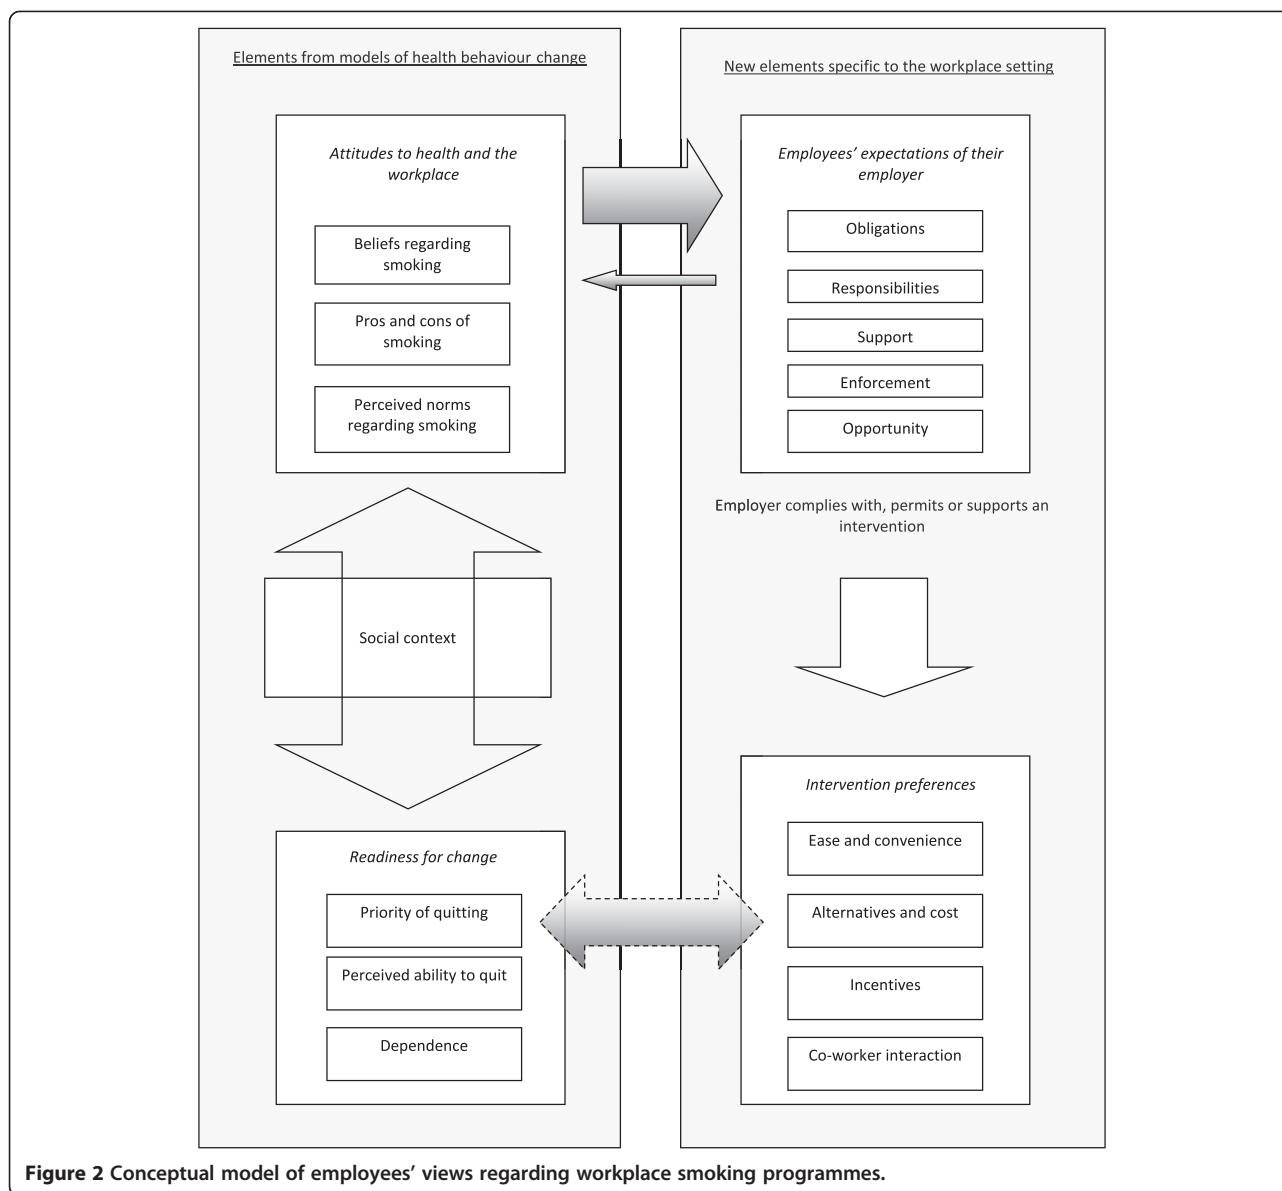 Elements from models of health behaviour change
Attitudes to health and the
workplace
Beliefs regarding
smoking
Pros and cons of
smoking
Perceived norms
regarding smoking
Social context
Readiness for change
Priority of quitting
Perceived ability to quit
Dependence
New elements specific to the workplace setting
Employees’ expectations of their
employer
Obligations
Responsibilities
Support
Enforcement
Opportunity
Employer complies with, permits or supports an
intervention
Intervention preferences
Ease and convenience
Alternatives and cost
Incentives
Co-worker interaction
Figure 2 Conceptual model of employees’ views regarding workplace smoking programmes.